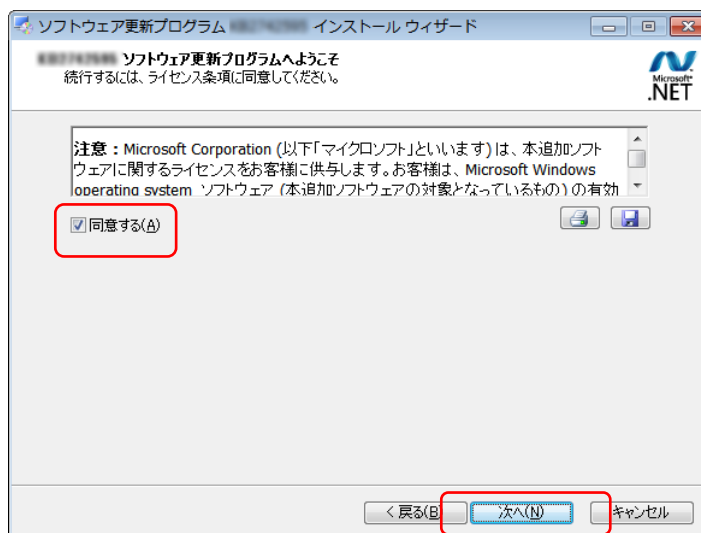 ソフトウェア更新プログラム インストール ウィザード
ソフトウェア更新プログラムへようこそ
続行するには、ライセンス条項に同意してください。
Microsoft
.NET
注意：Microsoft Corporation (以下「マイクロソフト」といいます) は、本追加ソフト
ウェアに関するライセンスをお客様に供与します。お客様は、Microsoft Windows
operating system ソフトウェア (本追加ソフトウェアの対象となっているもの) の有効
同意する(A)
< 戻る(B
次へ(N)
キャンセル